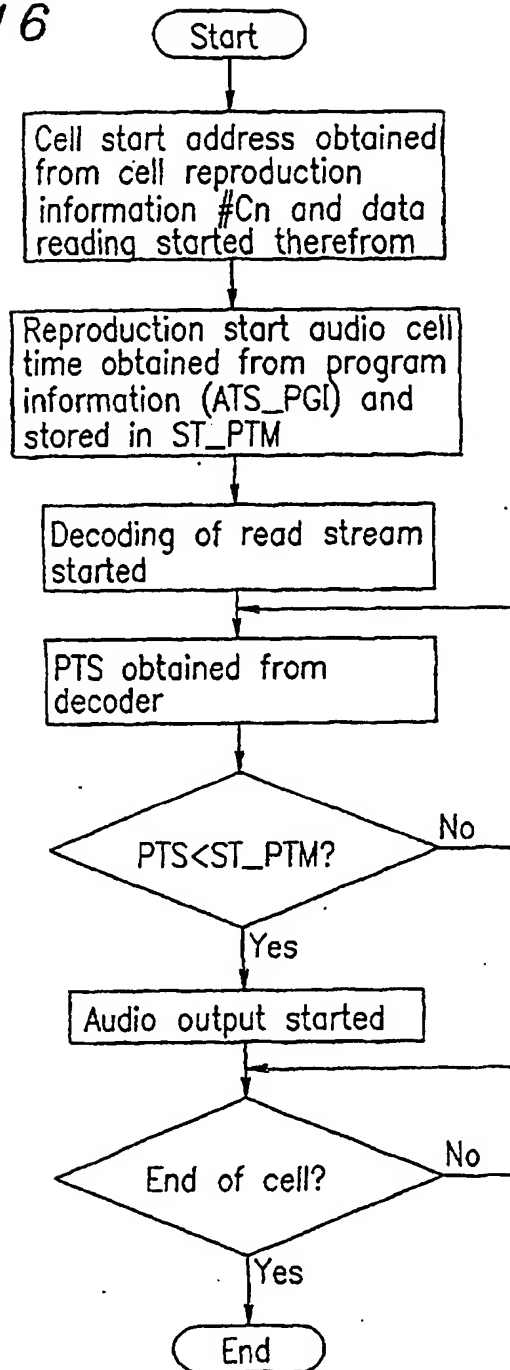 16
Start
Cell start address obtained
from cell reproduction
information #Cn and data
reading started therefrom
Reproduction start audio cell
time obtained from program
information (ATS_PGI) and
stored in ST_PTM
Decoding of read stream
started
PTS obtained from
decoder
PTS<ST_PTM?
No
Yes
Audio output started
End of cell?
No
Yes
End